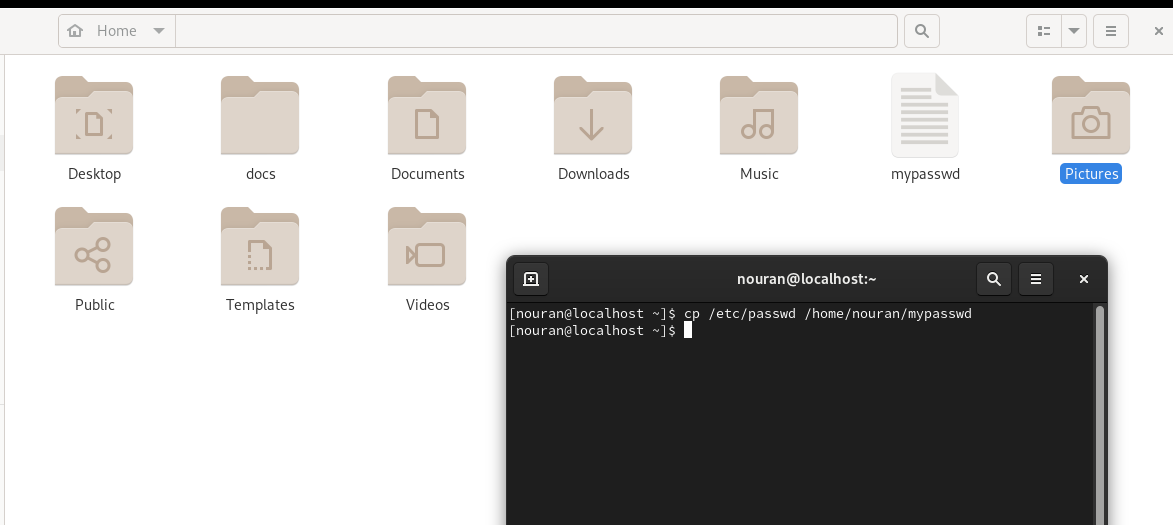 Home
Desktop
docs
Documents
Downloads
Music
mypasswd
Pictures
Public
Templates
Videos
nouran@localhost:~
[nouran@localhost ~]$ cp /etc/passwd /home/nouran/mypasswd
[nouran@localhost ~]$